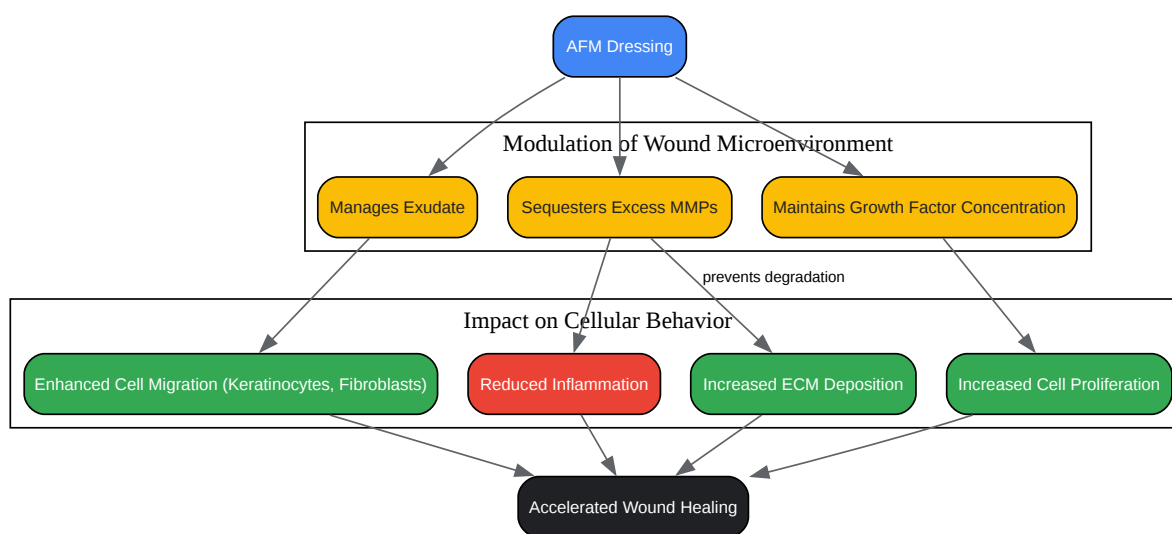 AFM Dressing
Modulation of Wound Microenvironment
Manages Exudate
Sequesters Excess MMPs
Maintains Growth Factor Concentration
prevents degradation
Impact on Cellular Behavior
Enhanced Cell Migration (Keratinocytes, Fibroblasts)
Reduced Inflammation
Increased ECM Deposition
Increased Cell Proliferation
Accelerated Wound Healing